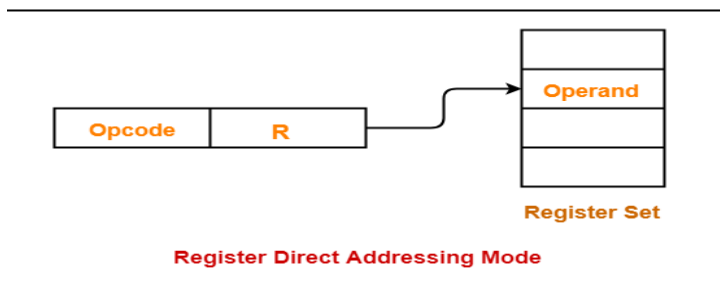 Operand
Opcode
R
Register Set
Register Direct Addressing Mode